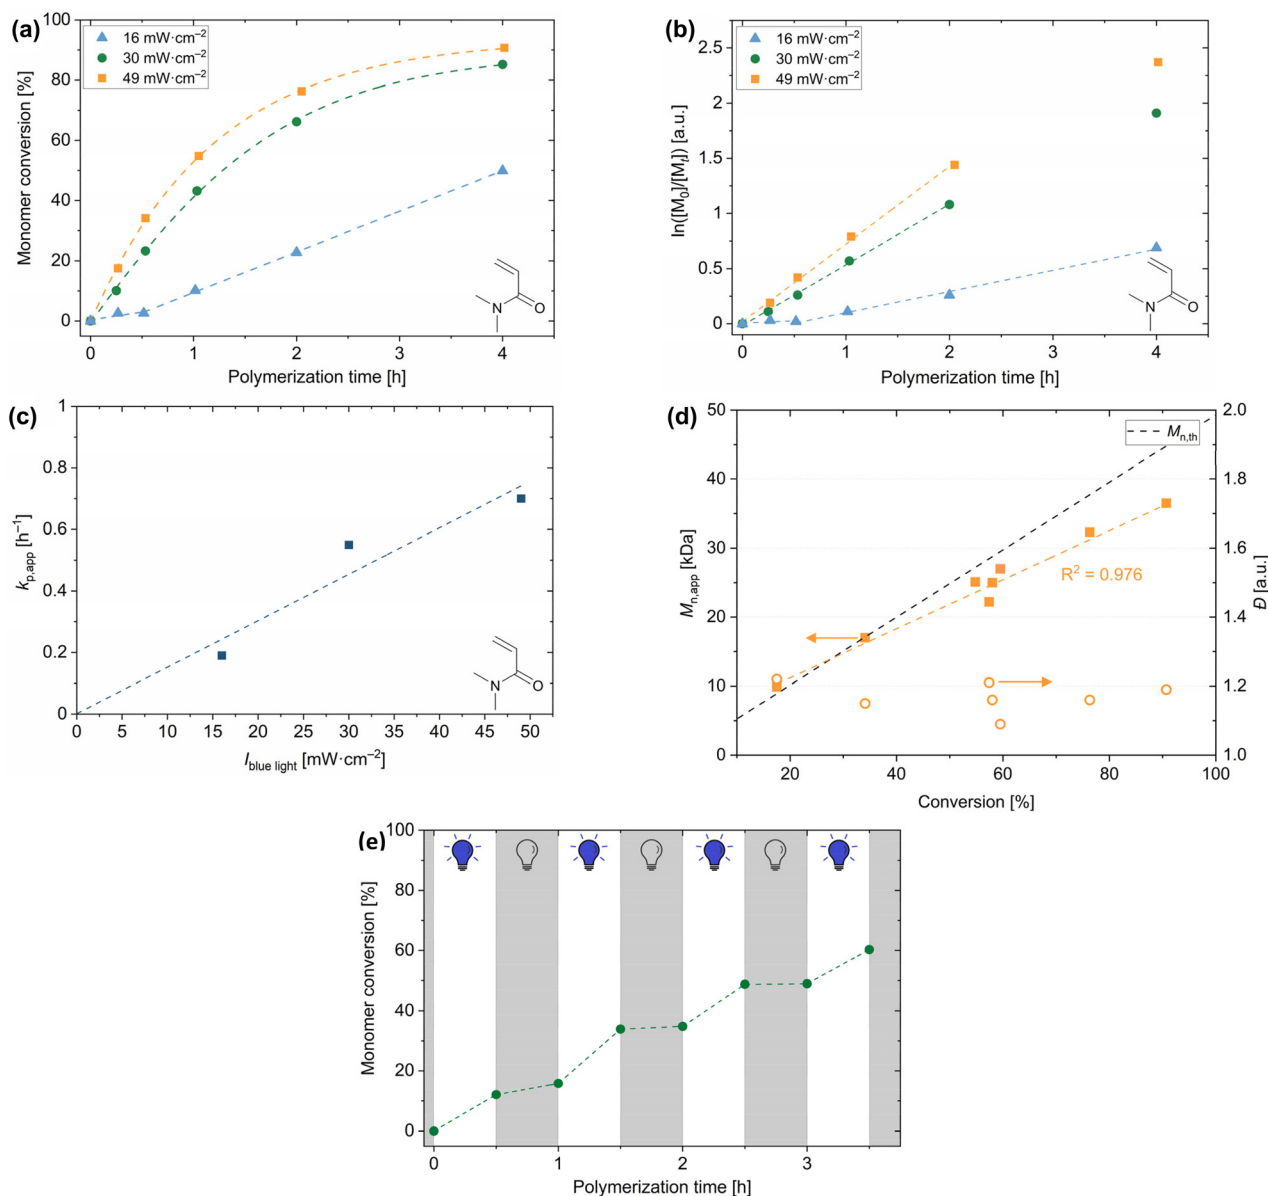 (a)
16 mW·cm⁻²
30 mW·cm⁻²
49 mW·cm⁻²
Monomer conversion [%]
100
80
60
40
20
0
0 1 2 3 4
Polymerization time [h]
N
O
(b)
16 mW·cm⁻²
30 mW·cm⁻²
49 mW·cm⁻²
ln([M₀]/[Mₜ]) [a.u.]
2.5
2.0
1.5
1.0
0.5
0
0 1 2 3 4
Polymerization time [h]
N
O
(c)
kp,app [h⁻¹]
1
0.8
0.6
0.4
0.2
0
0 5 10 15 20 25 30 35 40 45 50
Iblue light [mW·cm⁻²]
N
O
(d)
Mn,th
Mn,app [kDa]
50
40
30
20
10
0
R² = 0.976
2.0
1.8
1.6
1.4
1.2
1.0
Đ [a.u.]
20 40 60 80 100
Conversion [%]
(e)
Monomer conversion [%]
100
80
60
40
20
0
0 1 2 3
Polymerization time [h]